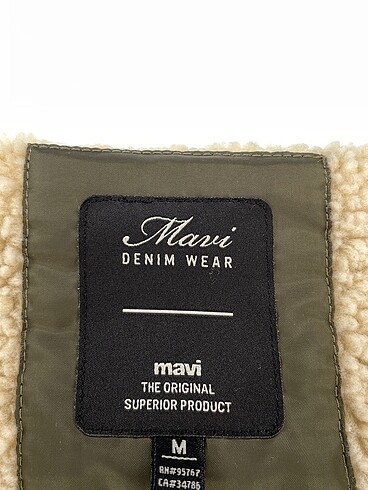 Mavi
DENIM WEAR
mavi
THE ORIGINAL
SUPERIOR PRODUCT
M
RN#95767
CA#34786